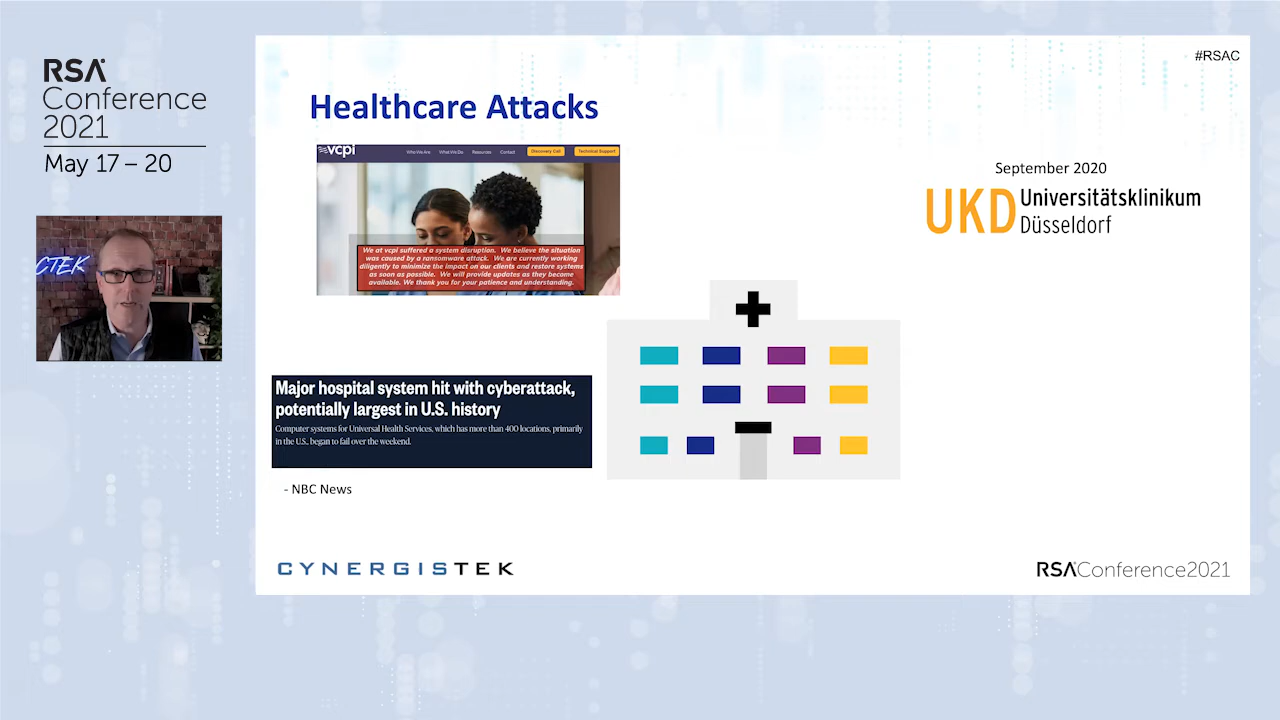 RSA
Conference
2021
May 17 – 20
CTEK
#RSAC
Healthcare Attacks
vcpi
Who We Are What We Do Resources Contact Discovery Call Technical Support
We at vcpi suffered a system disruption. We believe the situation
was caused by a ransomware attack. We are currently working
diligently to minimize the impact on our clients and restore systems
as soon as possible. We will provide updates as they become
available. We thank you for your patience and understanding.
September 2020
UKD Universitätsklinikum
Düsseldorf
Major hospital system hit with cyberattack,
potentially largest in U.S. history
Computer systems for Universal Health Services, which has more than 400 locations, primarily
in the U.S., began to fail over the weekend.
- NBC News
CYNERGISTEK
RSAConference2021